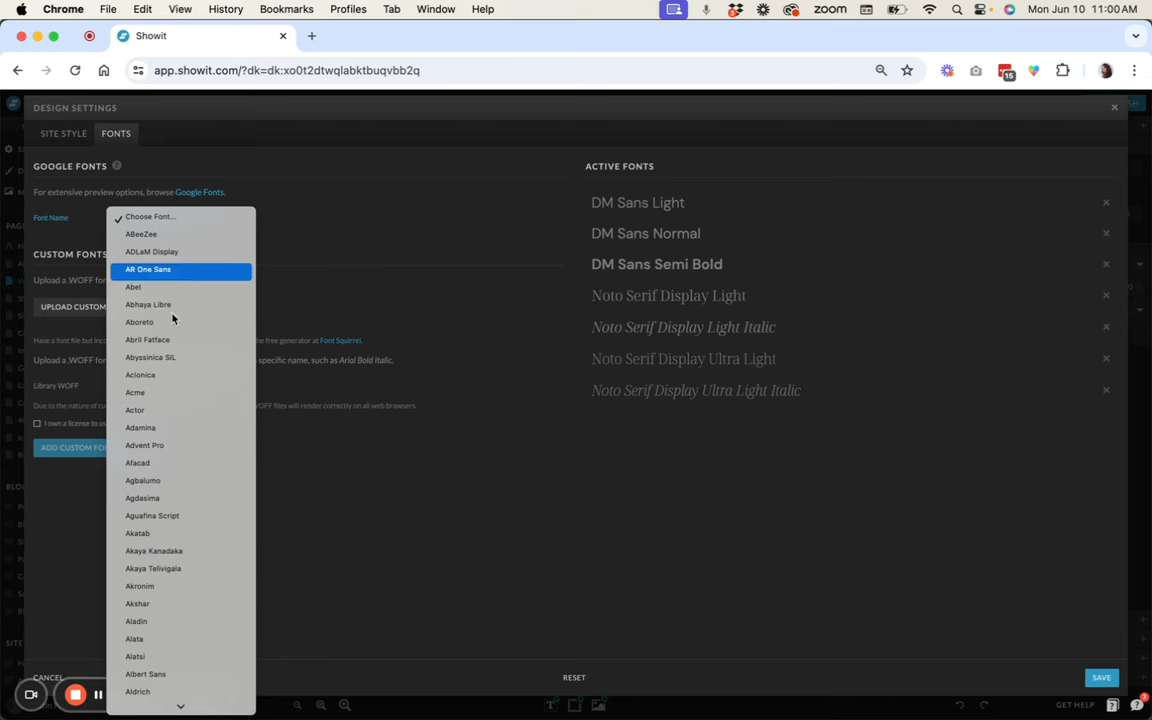 Chrome File Edit View History Bookmarks Profiles Tab Window Help zoom Mon Jun 10 11:00 AM
Showit
app.showit.com/?dk=dk:xo0t2dtwqlabktbuqvbb2q
15
DESIGN SETTINGS
SITE STYLE FONTS
GOOGLE FONTS ?
For extensive preview options, browse Google Fonts.
Font Name
Choose Font...
ABeeZee
ADLaM Display
AR One Sans
Abel
Abhaya Libre
Aboreto
Abril Fatface
Abyssinica SIL
Aclonica
Acme
Actor
Adamina
Advent Pro
Afacad
Agbalumo
Agdasima
Aguafina Script
Akatab
Akaya Kanadaka
Akaya Telivigala
Akronim
Akshar
Aladin
Alata
Alatsi
Albert Sans
Aldrich
CUSTOM FONTS
Upload a .WOFF
UPLOAD CUSTOM
Have a font file but inco
he free generator at Font Squirrel.
Upload a .WOFF fon
specific name, such as Arial Bold Italic.
Library WOFF
Due to the nature of cu
WOFF files will render correctly on all web browsers.
I own a license to us
ADD CUSTOM FON
ACTIVE FONTS
DM Sans Light
DM Sans Normal
DM Sans Semi Bold
Noto Serif Display Light
Noto Serif Display Light Italic
Noto Serif Display Ultra Light
Noto Serif Display Ultra Light Italic
CANCEL RESET SAVE
GET HELP